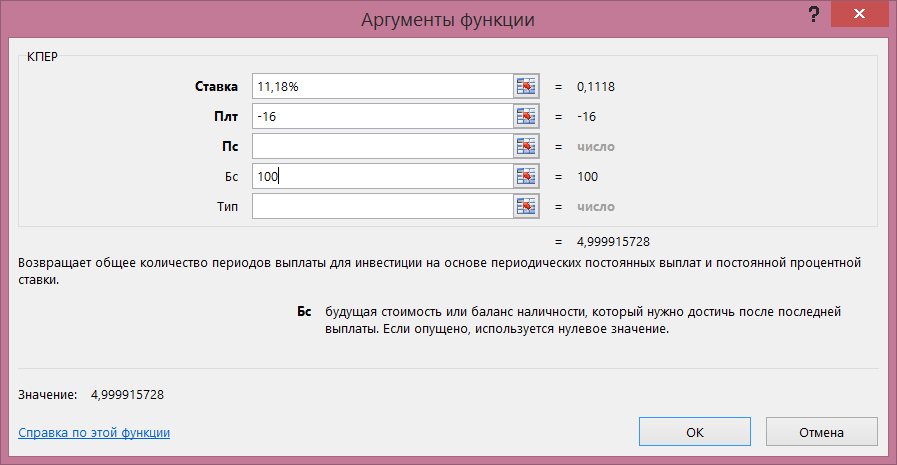 Аргументы функции
?
КПЕР
Ставка 11,18% = 0,1118
Плт -16 = -16
Пс = число
Бс 100 = 100
Тип = число
= 4,999915728
Возвращает общее количество периодов выплаты для инвестиции на основе периодических постоянных выплат и постоянной процентной
ставки.
Бс будущая стоимость или баланс наличности, который нужно достичь после последней
выплаты. Если опущено, используется нулевое значение.
Значение: 4,999915728
Справка по этой функции
ОК
Отмена